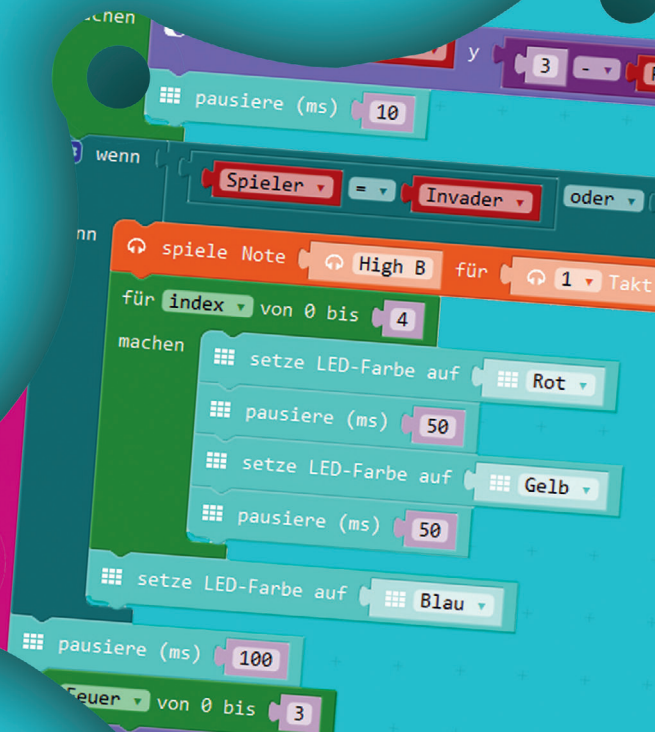 y 3 -
pausiere (ms) 10
wenn Spieler = Invader oder
spiele Note High B für 1 Takt
für index von 0 bis 4
machen
setze LED-Farbe auf Rot
pausiere (ms) 50
setze LED-Farbe auf Gelb
pausiere (ms) 50
setze LED-Farbe auf Blau
pausiere (ms) 100
Feuer von 0 bis 3